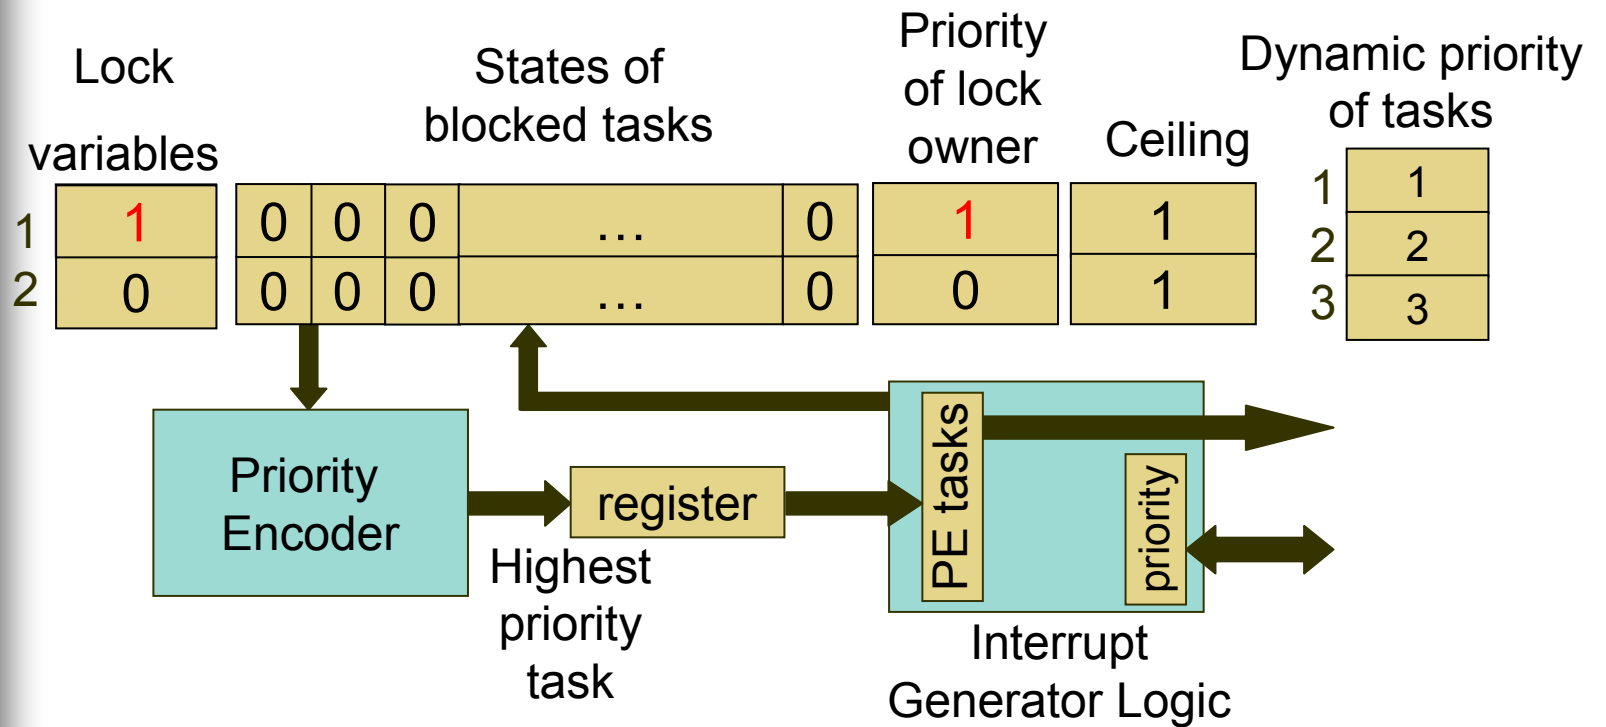 Lock
variables
States of
blocked tasks
Priority
of lock
owner
Ceiling
Dynamic priority
of tasks
1 1 0 0 0 ... 0 1 1
2 0 0 0 0 ... 0 0 1
1 1
2 2
3 3
Priority
Encoder
register
Highest
priority
task
PE tasks
priority
Interrupt
Generator Logic